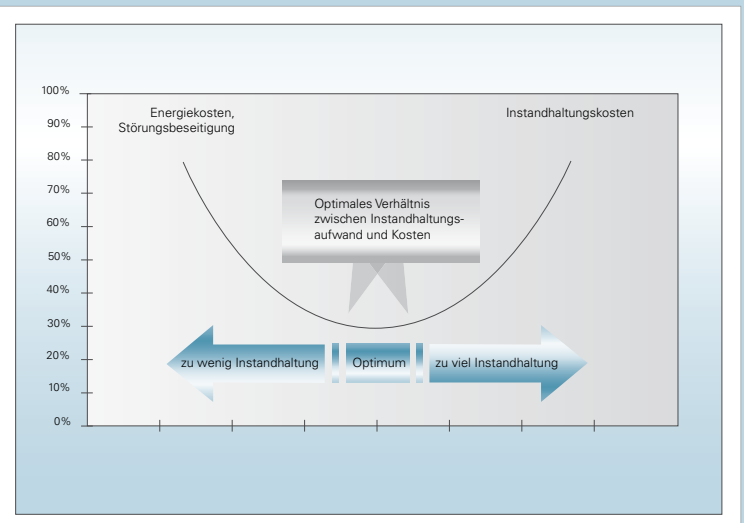 100%
90%
80%
70%
60%
50%
40%
30%
20%
10%
0%
Energiekosten,
Störungsbeseitigung
Instandhaltungskosten
Optimales Verhältnis
zwischen Instandhaltungs-
aufwand und Kosten
zu wenig Instandhaltung
Optimum
zu viel Instandhaltung